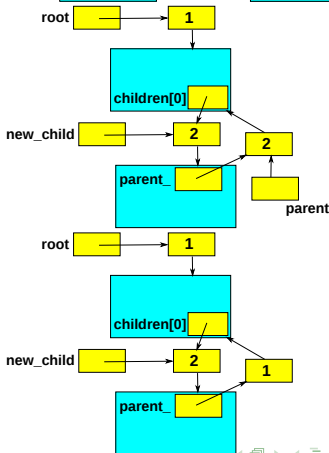 root 1
children[0]
new_child 2
2
parent_
parent
root 1
children[0]
new_child 2
1
parent_